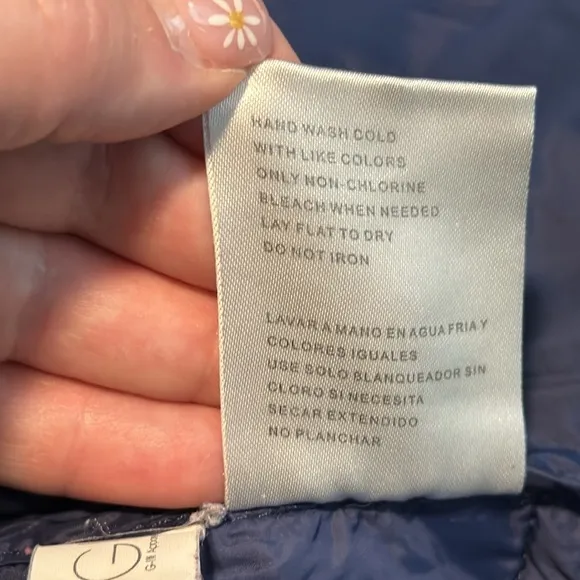 HAND WASH COLD
WITH LIKE COLORS
ONLY NON-CHLORINE
BLEACH WHEN NEEDED
LAY FLAT TO DRY
DO NOT IRON
LAVAR A MANO EN AGUA FRIA Y
COLORES IGUALES
USE SOLO BLANQUEADOR SIN
CLORO SI NECESITA
SECAR EXTENDIDO
NO PLANCHAR
G